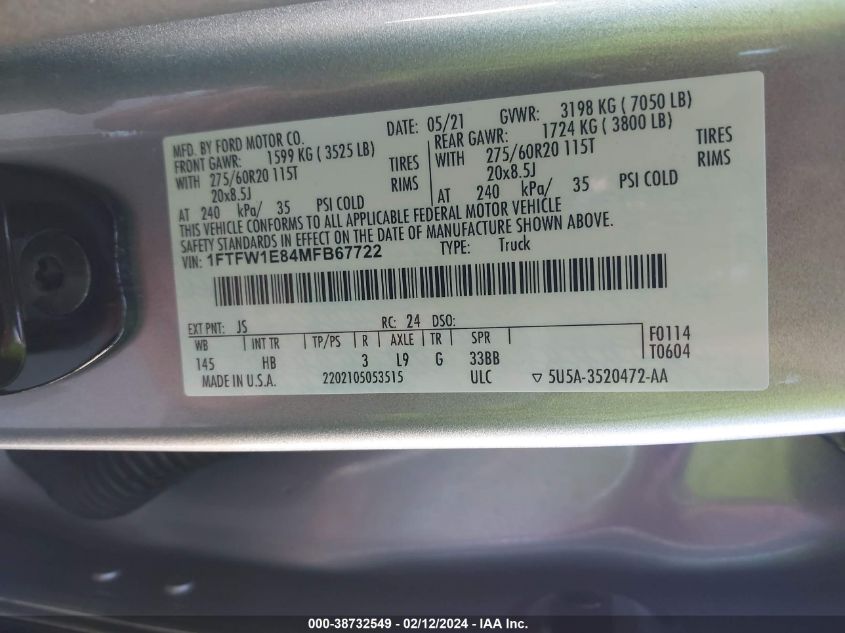 MFD. BY FORD MOTOR CO.
DATE: 05/21 GVWR: 3198 KG ( 7050 LB)
FRONT GAWR: 1599 KG ( 3525 LB) REAR GAWR: 1724 KG ( 3800 LB)
WITH 275/60R20 115T TIRES WITH 275/60R20 115T TIRES
20x8.5J RIMS 20x8.5J RIMS
AT 240 kPa/ 35 PSI COLD AT 240 kPa/ 35 PSI COLD
THIS VEHICLE CONFORMS TO ALL APPLICABLE FEDERAL MOTOR VEHICLE
SAFETY STANDARDS IN EFFECT ON THE DATE OF MANUFACTURE SHOWN ABOVE.
VIN: 1FTFW1E84MFB67722 TYPE: Truck
EXT PNT: JS RC: 24 DSO:
WB INT TR TP/PS R AXLE TR SPR F0114
145 HB 3 L9 G 33BB T0604
MADE IN U.S.A. 2202105053515 ULC ▽ 5U5A-3520472-AA
000-38732549 - 02/12/2024 - IAA Inc.